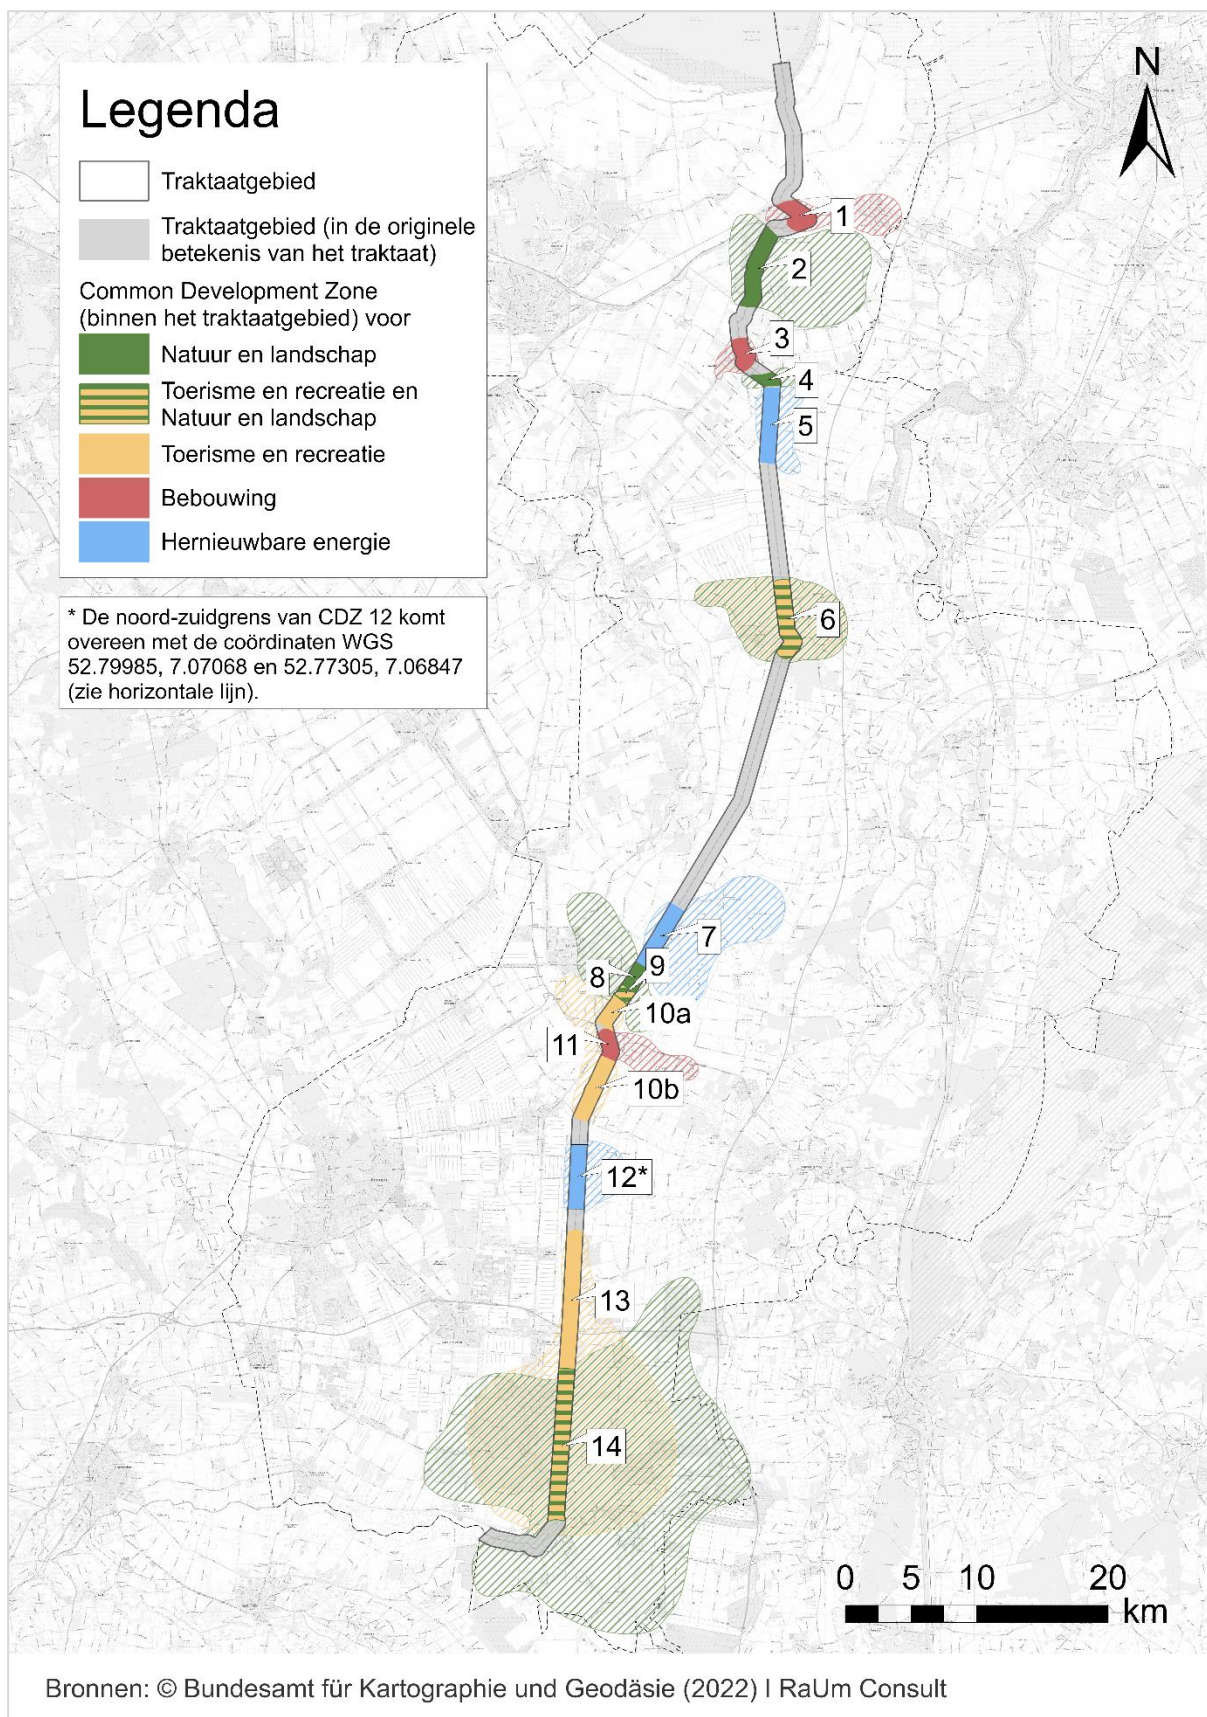 N
Legenda
Traktaatgebied
Traktaatgebied (in de originele
betekenis van het traktaat)
Common Development Zone
(binnen het traktaatgebied) voor
Natuur en landschap
Toerisme en recreatie en
Natuur en landschap
Toerisme en recreatie
Bebouwing
Hernieuwbare energie
* De noord-zuidgrens van CDZ 12 komt
overeen met de coördinaten WGS
52.79985, 7.07068 en 52.77305, 7.06847
(zie horizontale lijn).
1
2
3
4
5
6
7
8
9
10a
11
10b
12*
13
14
0 5 10 20
km
Bronnen: © Bundesamt für Kartographie und Geodäsie (2022) I RaUm Consult